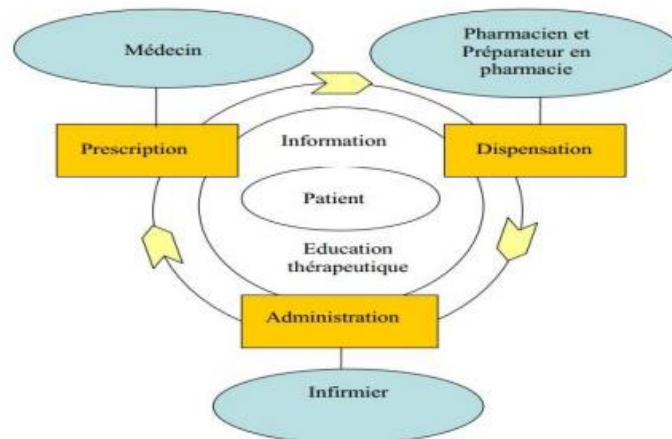 Médecin
Pharmacien et
Préparateur en
pharmacie
Prescription
Information
Dispensation
Patient
Education
thérapeutique
Administration
Infirmier